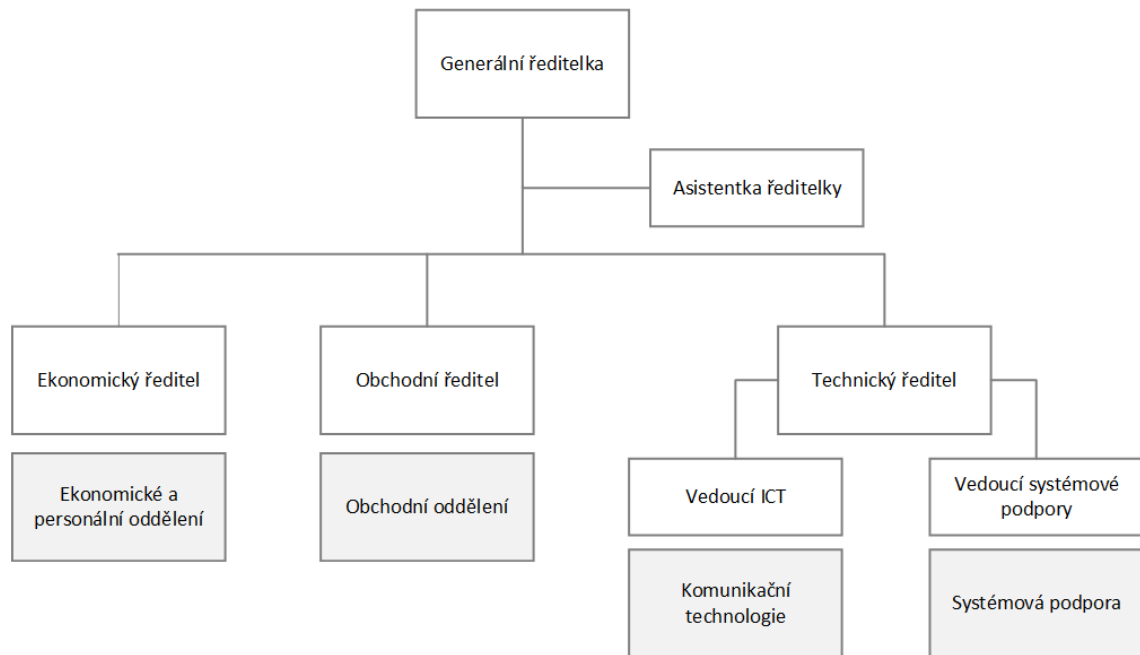 Generální ředitelka
Asistentka ředitelky
Ekonomický ředitel
Obchodní ředitel
Technický ředitel
Ekonomické a
personální oddělení
Obchodní oddělení
Vedoucí ICT
Vedoucí systémové
podpory
Komunikační
technologie
Systémová podpora